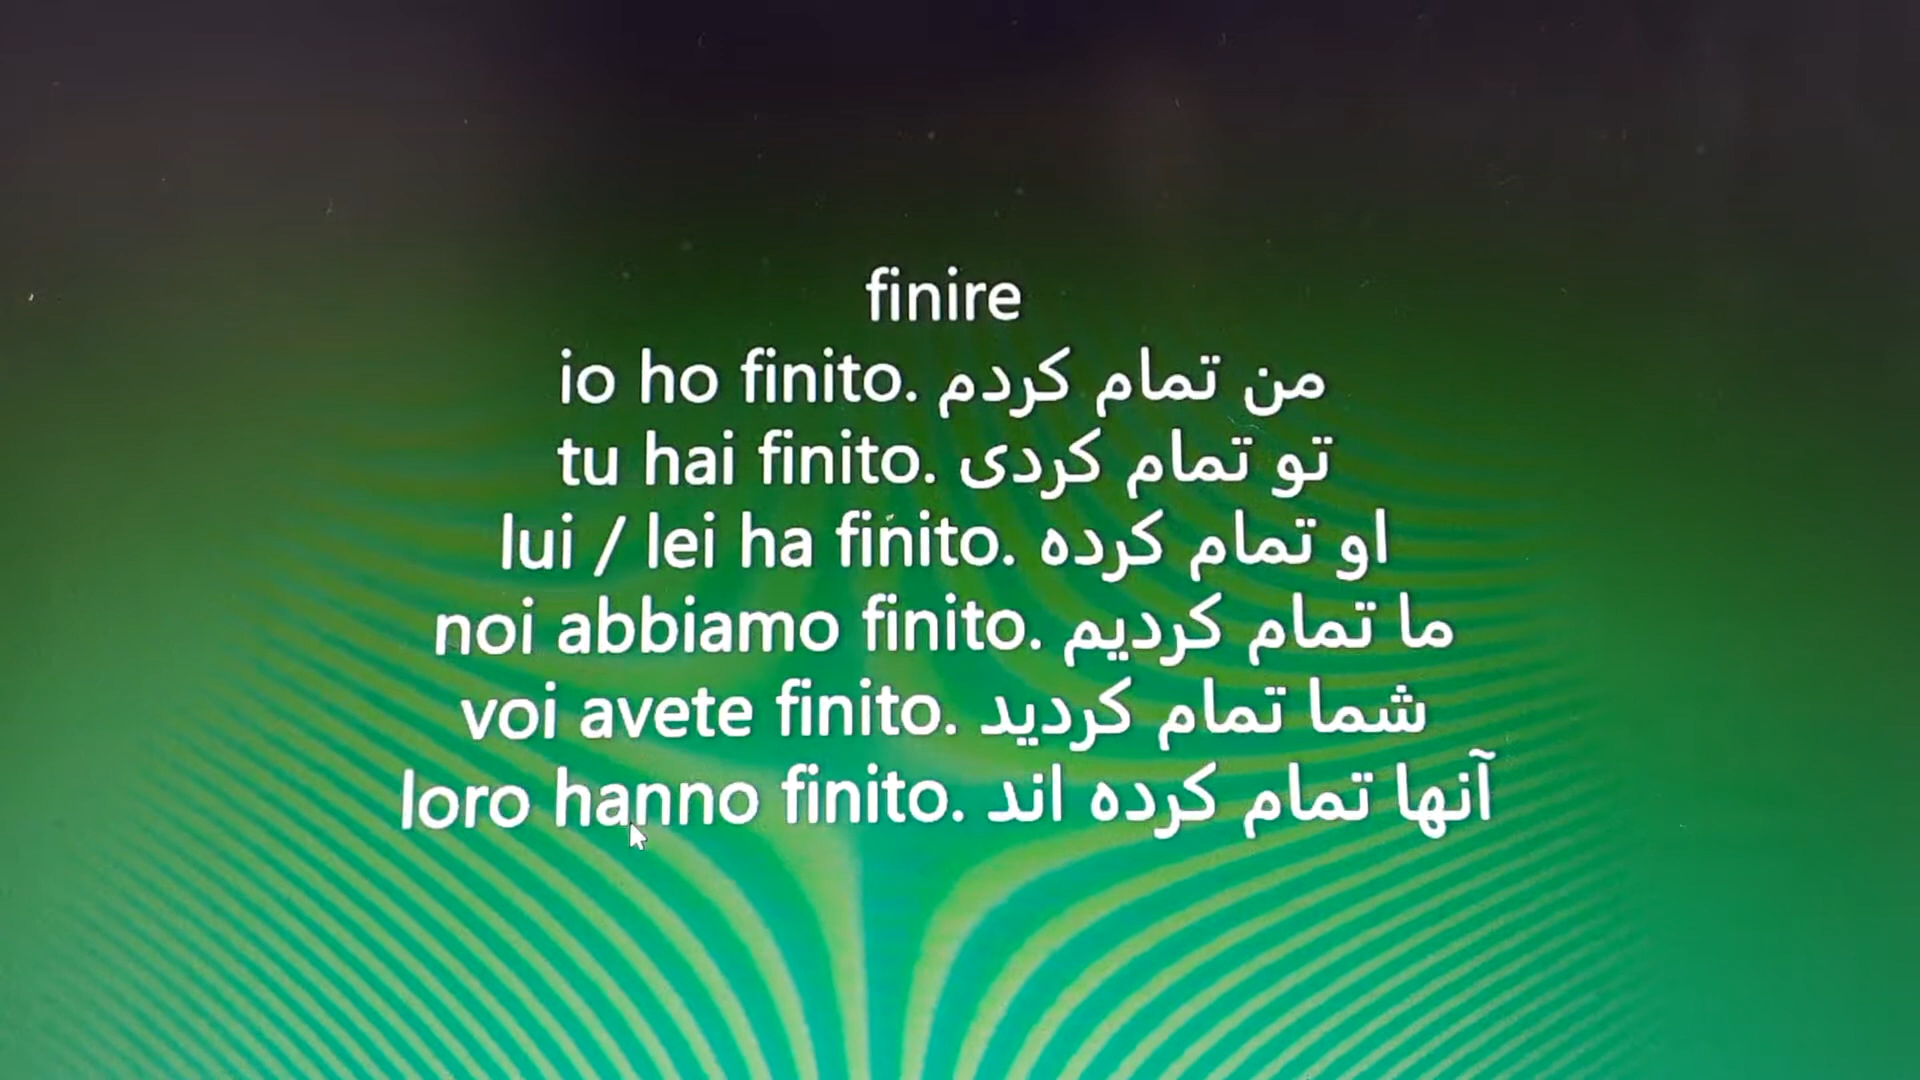 finire
io ho finito. من تمام کردم
tu hai finito. تو تمام کردی
lui / lei ha finito. او تمام کرده
noi abbiamo finito. ما تمام کردیم
voi avete finito. شما تمام کردید
loro hanno finito. آنها تمام کرده اند